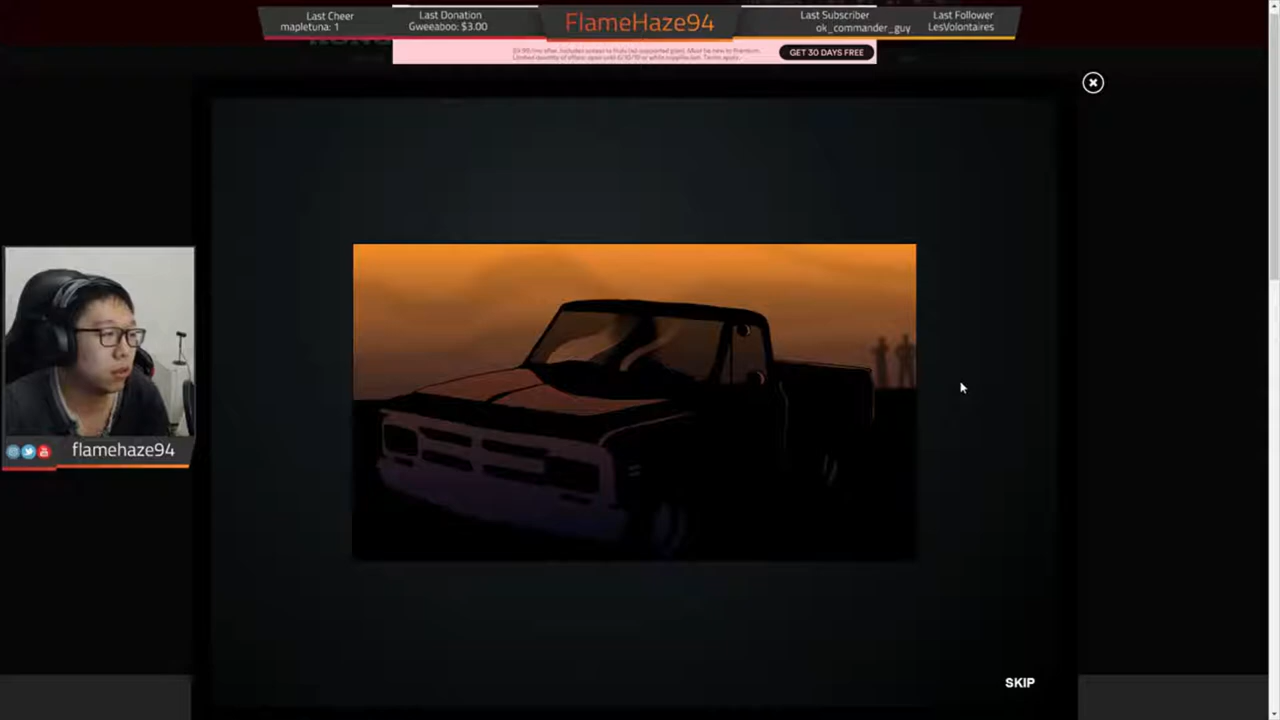 Last Cheer
mapletuna: 1
Last Donation
Gweeaboo: $3.00
FlameHaze94
Last Subscriber
ok_commander_guy
Last Follower
LesVolontaires
GET 30 DAYS FREE
flamehaze94
SKIP